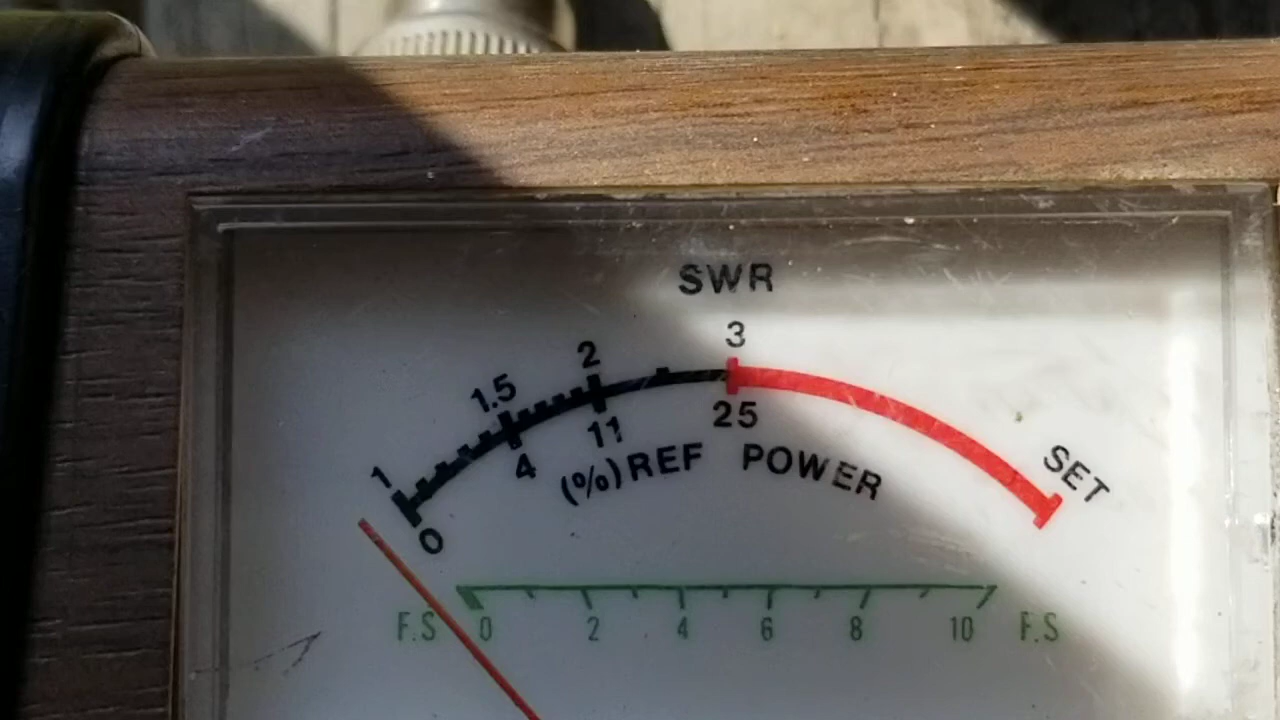 SWR
1 1.5 2 3 SET
0 4 11 25
(%)REF POWER
F.S 0 2 4 6 8 10 F.S